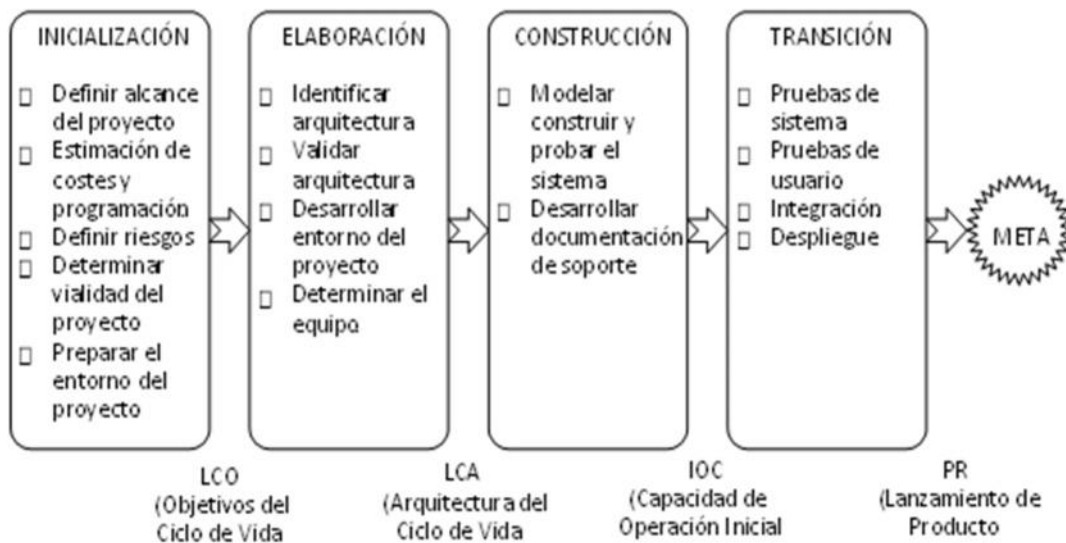 INICIALIZACIÓN
Definir alcance
del proyecto
Estimación de
costes y
programación
Definir riesgos
Determinar
vialidad del
proyecto
Preparar el
entorno del
proyecto
ELABORACIÓN
Identificar
arquitectura
Validar
arquitectura
Desarrollar
entorno del
proyecto
Determinar el
equipo
CONSTRUCCIÓN
Modelar
construir y
probar el
sistema
Desarrollar
documentación
de soporte
TRANSICIÓN
Pruebas de
sistema
Pruebas de
usuario
Integración
Despliegue
META
LCO
(Objetivos del
Ciclo de Vida
LCA
(Arquitectura del
Ciclo de Vida
IOC
(Capacidad de
Operación Inicial
PR
(Lanzamiento de
Producto